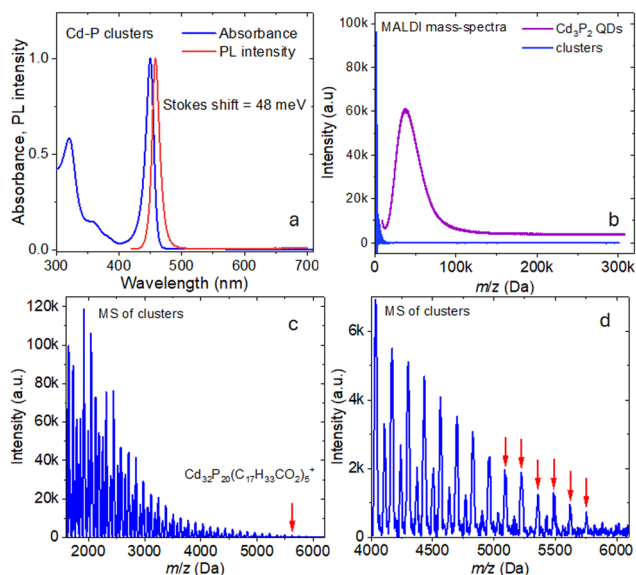 Cd-P clusters
Absorbance
PL intensity
Stokes shift = 48 meV
a
Absorbance, PL intensity
1.0
0.5
0.0
300 400 500 600 700
Wavelength (nm)
MALDI mass-spectra
Cd₃P₂ QDs
clusters
b
Intensity (a.u)
100k
80k
60k
40k
20k
0
0 100k 200k 300k
m/z (Da)
MS of clusters
c
Cd₃₂P₂₀(C₁₇H₃₃CO₂)₅⁺
Intensity (a.u.)
120k
100k
80k
60k
40k
20k
0
2000 3000 4000 5000 6000
m/z (Da)
MS of clusters
d
Intensity (a.u.)
6k
4k
2k
0
4000 4500 5000 5500 6000
m/z (Da)